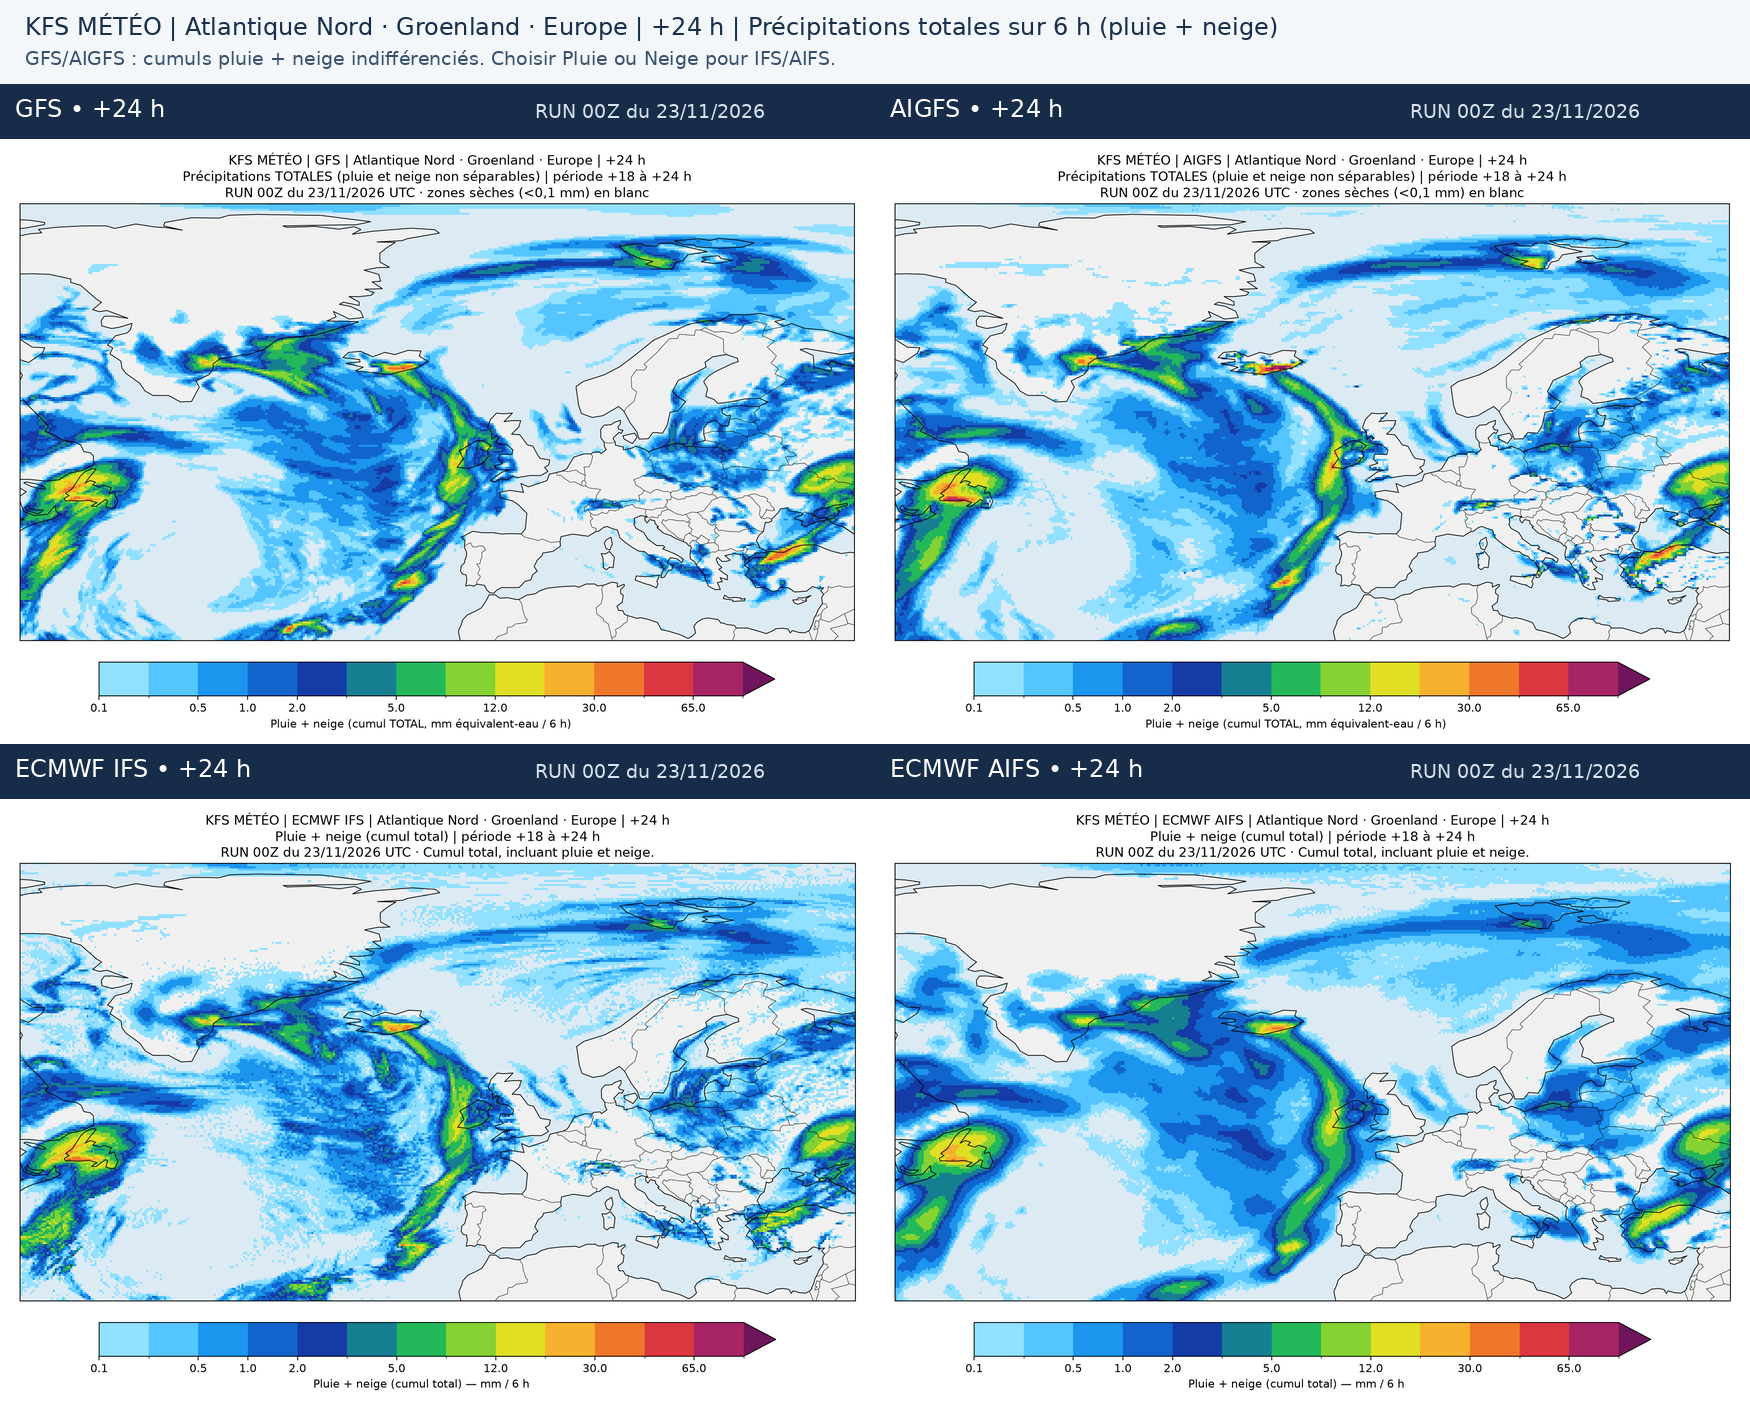 KFS MÉTÉO | Atlantique Nord · Groenland · Europe | +24 h | Précipitations totales sur 6 h (pluie + neige)
GFS/AIGFS : cumuls pluie + neige indifférenciés. Choisir Pluie ou Neige pour IFS/AIFS.
GFS • +24 h
RUN 00Z du 23/11/2026
KFS MÉTÉO | GFS | Atlantique Nord · Groenland · Europe | +24 h
Précipitations TOTALES (pluie et neige non séparables) | période +18 à +24 h
RUN 00Z du 23/11/2026 UTC · zones sèches (<0,1 mm) en blanc
0.1 0.5 1.0 2.0 5.0 12.0 30.0 65.0
Pluie + neige (cumul TOTAL, mm équivalent-eau / 6 h)
AIGFS • +24 h
RUN 00Z du 23/11/2026
KFS MÉTÉO | AIGFS | Atlantique Nord · Groenland · Europe | +24 h
Précipitations TOTALES (pluie et neige non séparables) | période +18 à +24 h
RUN 00Z du 23/11/2026 UTC · zones sèches (<0,1 mm) en blanc
0.1 0.5 1.0 2.0 5.0 12.0 30.0 65.0
Pluie + neige (cumul TOTAL, mm équivalent-eau / 6 h)
ECMWF IFS • +24 h
RUN 00Z du 23/11/2026
KFS MÉTÉO | ECMWF IFS | Atlantique Nord · Groenland · Europe | +24 h
Pluie + neige (cumul total) | période +18 à +24 h
RUN 00Z du 23/11/2026 UTC · Cumul total, incluant pluie et neige.
0.1 0.5 1.0 2.0 5.0 12.0 30.0 65.0
Pluie + neige (cumul total) — mm / 6 h
ECMWF AIFS • +24 h
RUN 00Z du 23/11/2026
KFS MÉTÉO | ECMWF AIFS | Atlantique Nord · Groenland · Europe | +24 h
Pluie + neige (cumul total) | période +18 à +24 h
RUN 00Z du 23/11/2026 UTC · Cumul total, incluant pluie et neige.
0.1 0.5 1.0 2.0 5.0 12.0 30.0 65.0
Pluie + neige (cumul total) — mm / 6 h